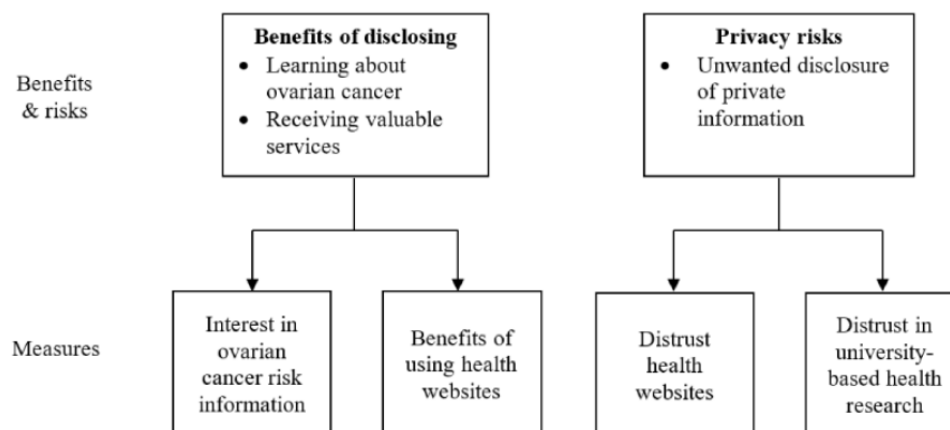 Benefits
& risks
Benefits of disclosing
• Learning about
ovarian cancer
• Receiving valuable
services
Privacy risks
• Unwanted disclosure
of private
information
Measures
Interest in
ovarian
cancer risk
information
Benefits of
using health
websites
Distrust
health
websites
Distrust in
university-
based health
research